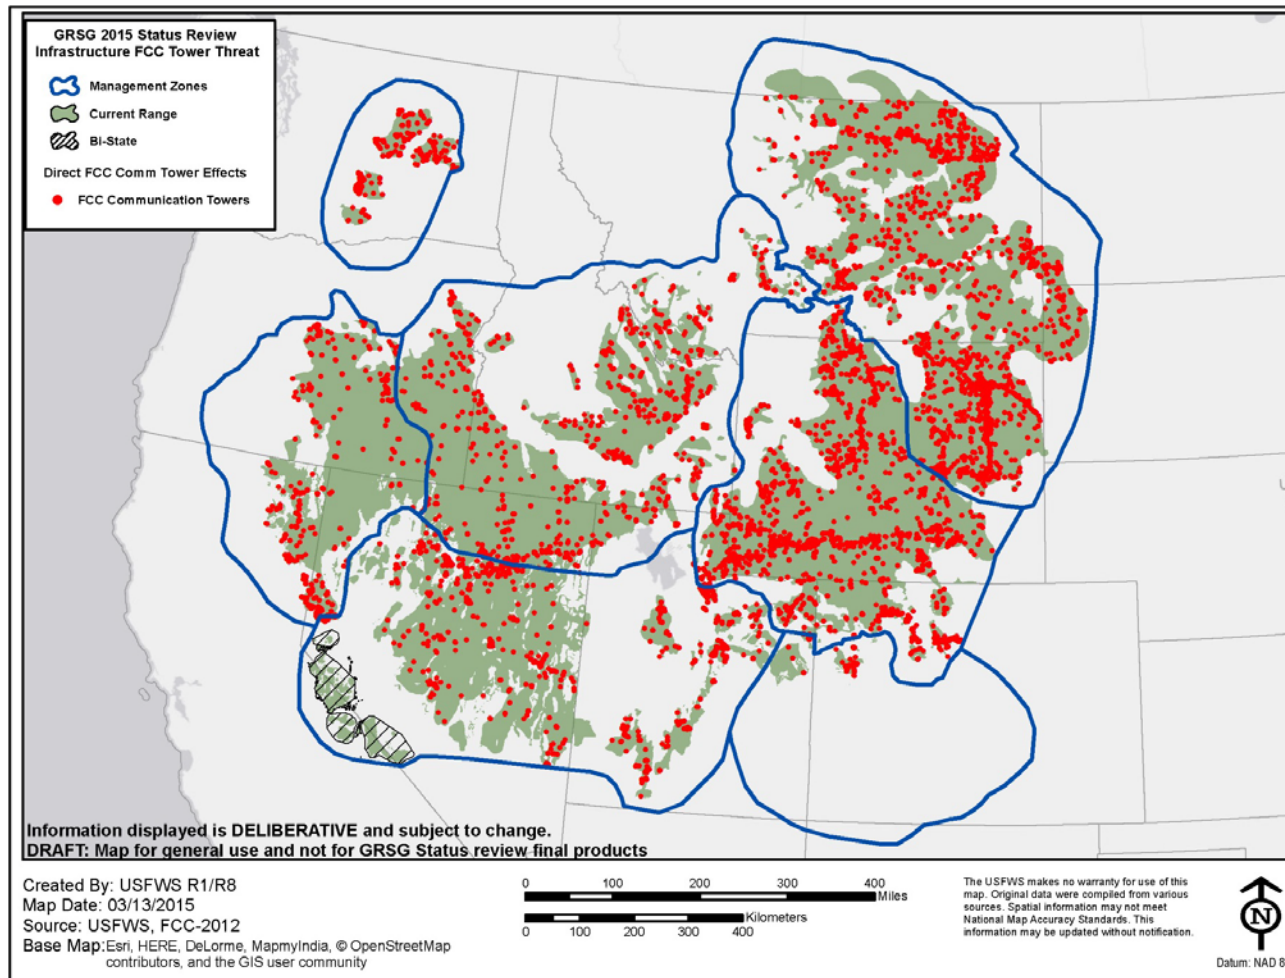 GRSG 2015 Status Review
Infrastructure FCC Tower Threat
Management Zones
Current Range
Bi-State
Direct FCC Comm Tower Effects
FCC Communication Towers
Information displayed is DELIBERATIVE and subject to change.
DRAFT: Map for general use and not for GRSG Status review final products
Created By: USFWS R1/R8
Map Date: 03/13/2015
Source: USFWS, FCC-2012
Base Map: Esri, HERE, DeLorme, MapmyIndia, © OpenStreetMap
contributors, and the GIS user community
0 100 200 300 400
Miles
Kilometers
0 100 200 300 400
The USFWS makes no warranty for use of this
map. Original data were compiled from various
sources. Spatial information may not meet
National Map Accuracy Standards. This
information may be updated without notification.
N
Datum: NAD 8